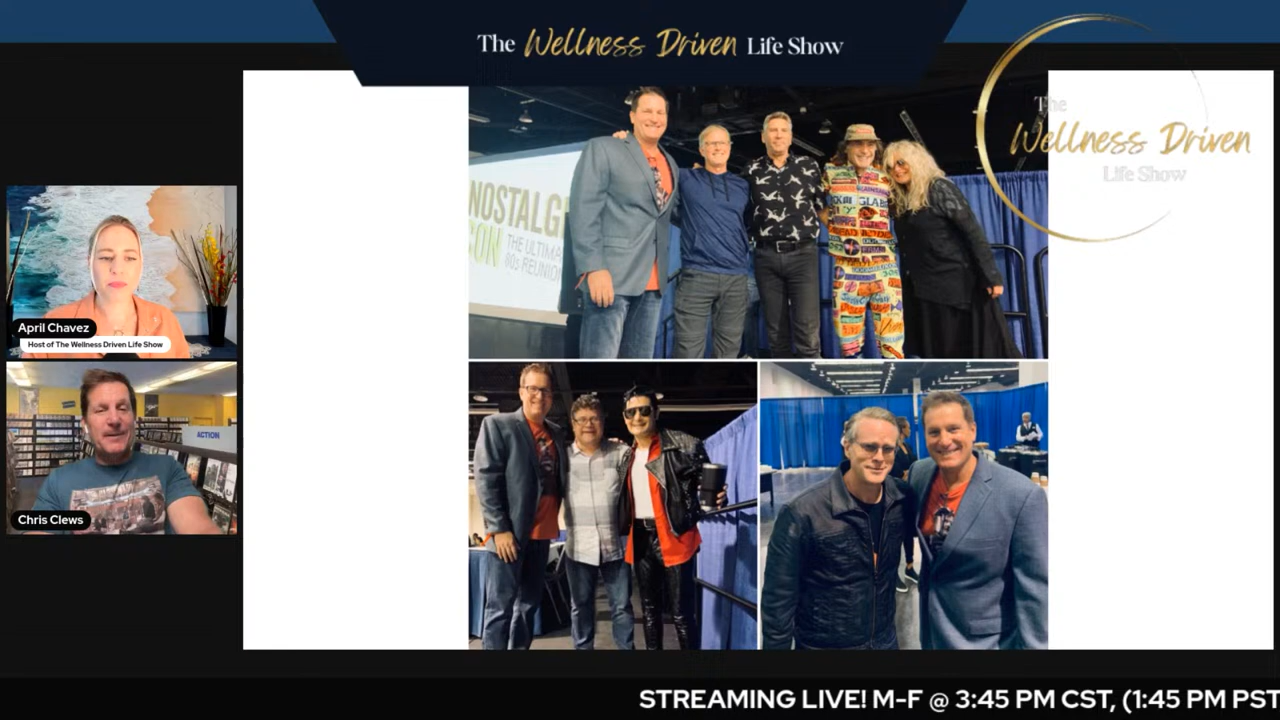 The Wellness Driven Life Show
The
Wellness Driven
Life Show
NOSTALG
CON
THE ULTIMA
80s REUNION
April Chavez
Host of The Wellness Driven Life Show
ACTION
Chris Clews
STREAMING LIVE! M-F @ 3:45 PM CST, (1:45 PM PST